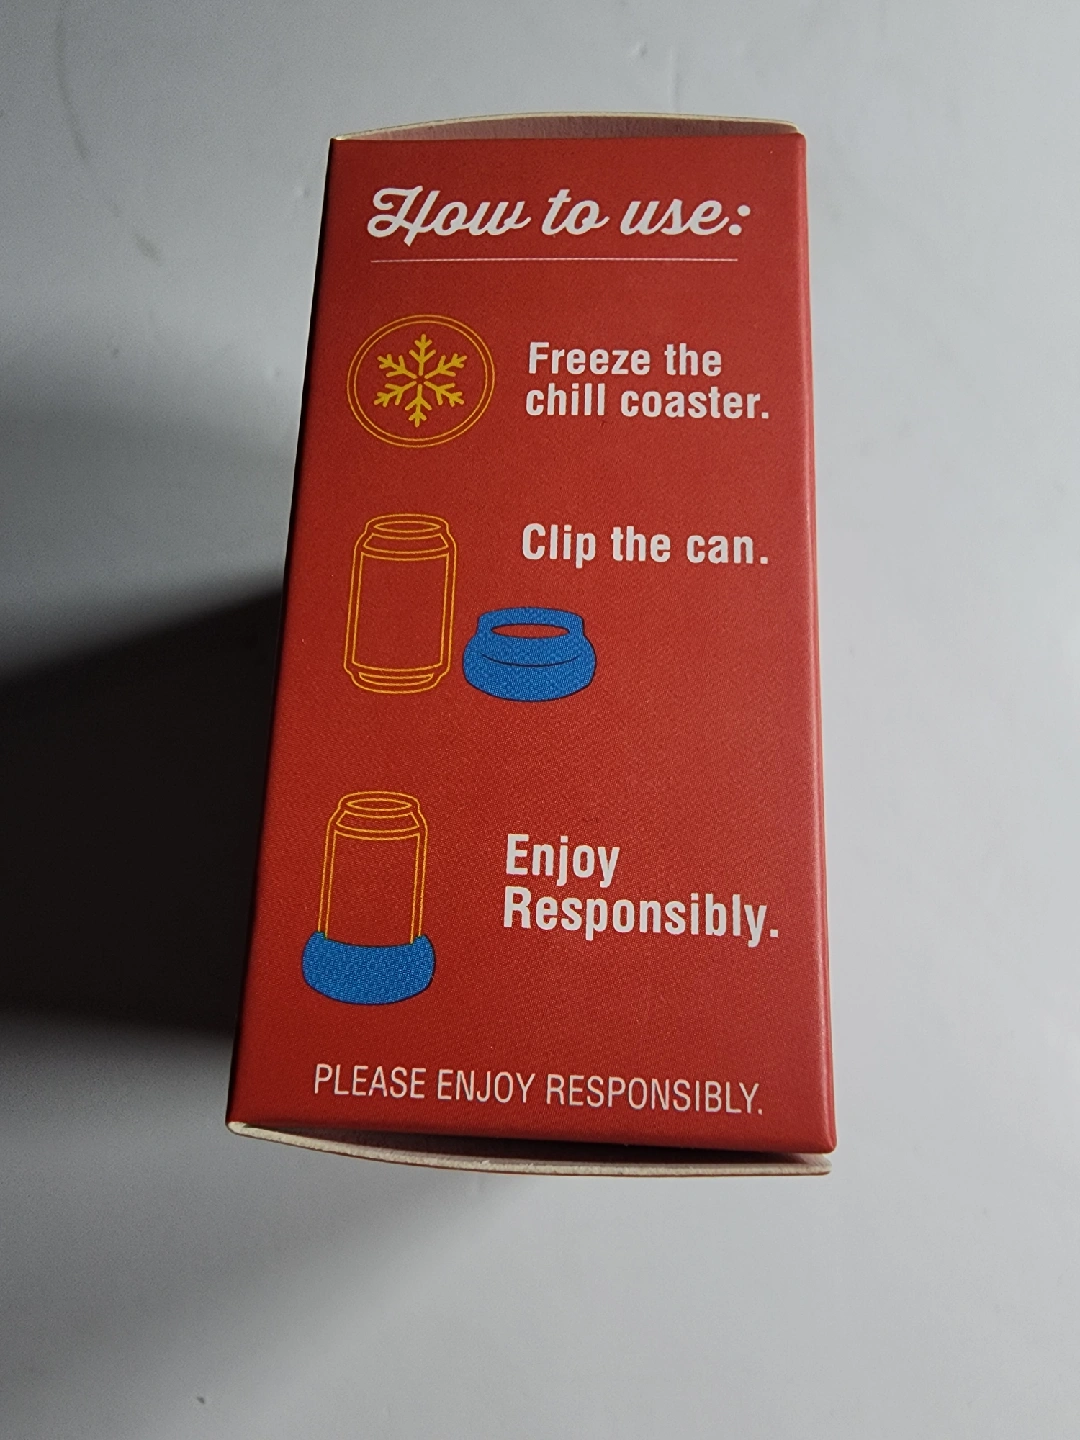 How to use:
Freeze the
chill coaster.
Clip the can.
Enjoy
Responsibly.
PLEASE ENJOY RESPONSIBLY.